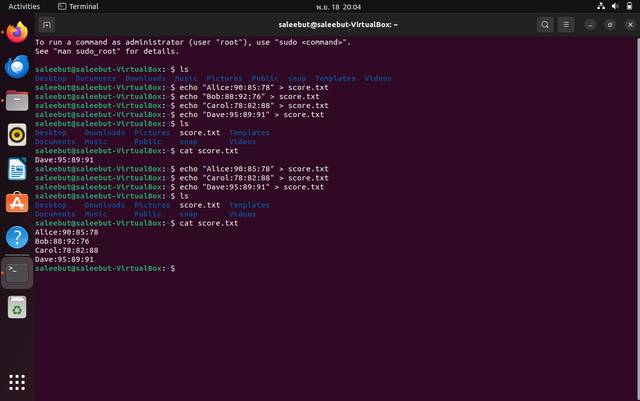 Activities Terminal พ.ย. 18 20:04
saleebut@saleebut-VirtualBox: ~
To run a command as administrator (user "root"), use "sudo <command>".
See "man sudo_root" for details.
saleebut@saleebut-VirtualBox:~$ ls
Desktop Documents Downloads Music Pictures Public snap Templates Videos
saleebut@saleebut-VirtualBox:~$ echo "Alice:90:85:78" > score.txt
saleebut@saleebut-VirtualBox:~$ echo "Bob:88:92:76" > score.txt
saleebut@saleebut-VirtualBox:~$ echo "Carol:78:82:88" > score.txt
saleebut@saleebut-VirtualBox:~$ echo "Dave:95:89:91" > score.txt
saleebut@saleebut-VirtualBox:~$ ls
Desktop Downloads Pictures score.txt Templates
Documents Music Public snap Videos
saleebut@saleebut-VirtualBox:~$ cat score.txt
Dave:95:89:91
saleebut@saleebut-VirtualBox:~$ echo "Alice:90:85:78" > score.txt
saleebut@saleebut-VirtualBox:~$ echo "Carol:78:82:88" > score.txt
saleebut@saleebut-VirtualBox:~$ echo "Dave:95:89:91" > score.txt
saleebut@saleebut-VirtualBox:~$ ls
Desktop Downloads Pictures score.txt Templates
Documents Music Public snap Videos
saleebut@saleebut-VirtualBox:~$ cat score.txt
Alice:90:85:78
Bob:88:92:76
Carol:78:82:88
Dave:95:89:91
saleebut@saleebut-VirtualBox:~$